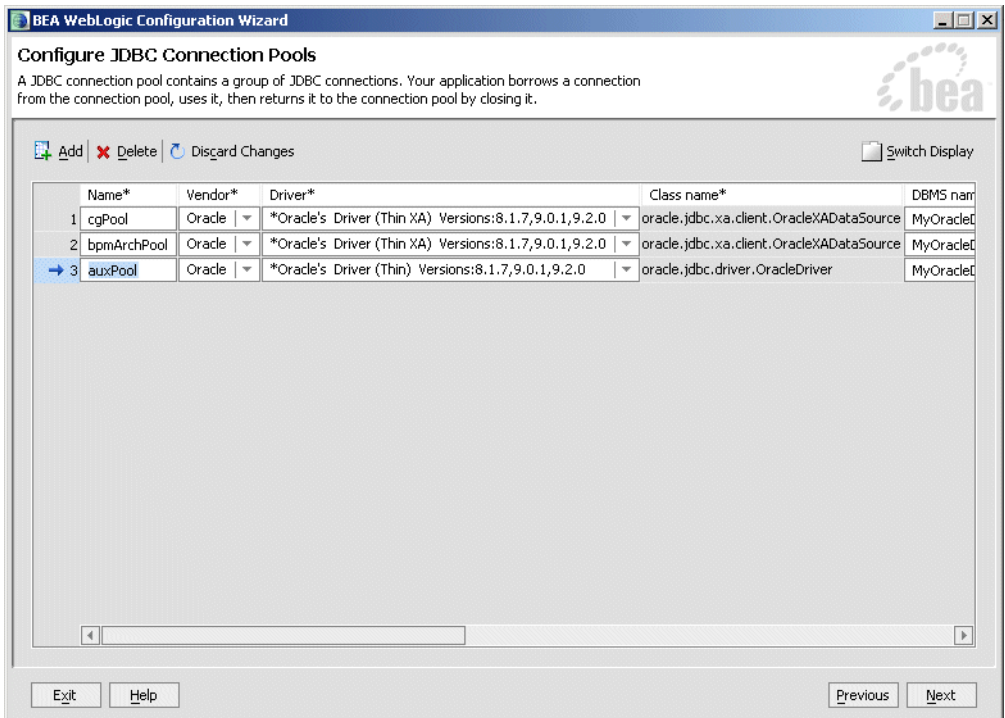 BEA WebLogic Configuration Wizard
Configure JDBC Connection Pools
A JDBC connection pool contains a group of JDBC connections. Your application borrows a connection
from the connection pool, uses it, then returns it to the connection pool by closing it.
bea
Add Delete Discard Changes Switch Display
Name* Vendor* Driver* Class name* DBMS nam
1 cgPool Oracle *Oracle's Driver (Thin XA) Versions:8.1.7,9.0.1,9.2.0 oracle.jdbc.xa.client.OracleXADataSource MyOracleD
2 bpmArchPool Oracle *Oracle's Driver (Thin XA) Versions:8.1.7,9.0.1,9.2.0 oracle.jdbc.xa.client.OracleXADataSource MyOracleD
3 auxPool Oracle *Oracle's Driver (Thin) Versions:8.1.7,9.0.1,9.2.0 oracle.jdbc.driver.OracleDriver MyOracleD
Exit Help Previous Next